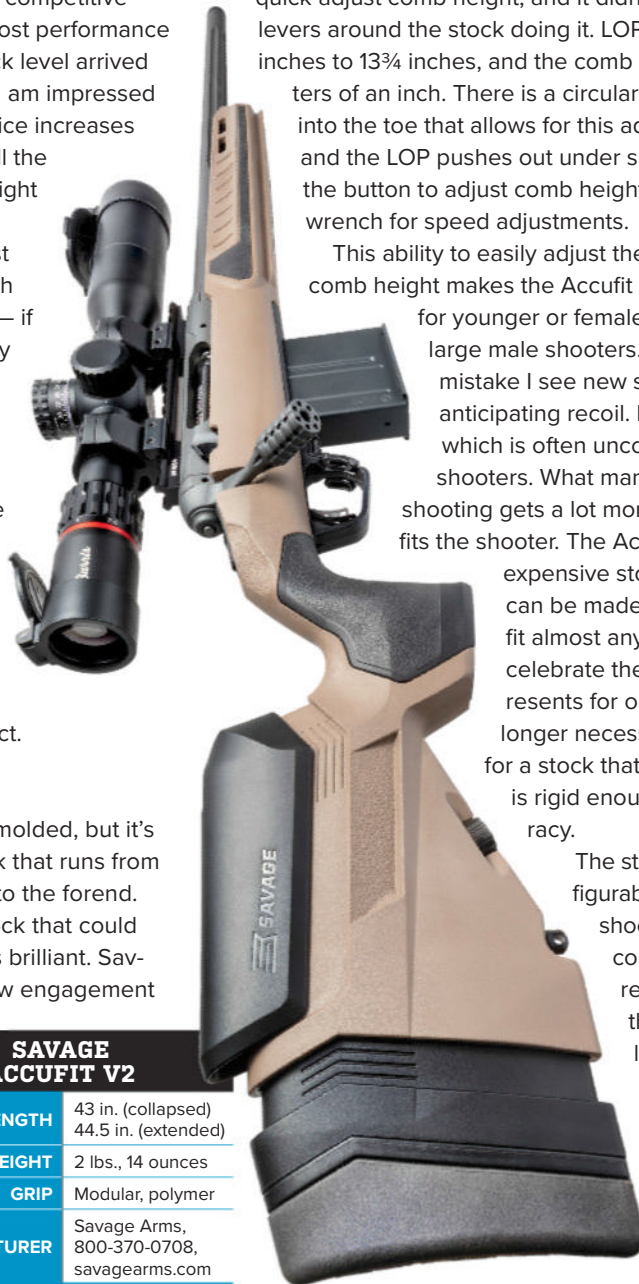 competitive
ost performance
k level arrived
am impressed
ice increases
ll the
ight
st
h
— if
y
e
ct.
molded, but it's
k that runs from
to the forend.
ck that could
s brilliant. Sav-
w engagement
quick adjust comb height, and it didn
levers around the stock doing it. LOP
inches to 13¾ inches, and the comb
ters of an inch. There is a circular
into the toe that allows for this ad
and the LOP pushes out under s
the button to adjust comb height
wrench for speed adjustments.
This ability to easily adjust the
comb height makes the Accufit
for younger or female
large male shooters.
mistake I see new s
anticipating recoil.
which is often unco
shooters. What man
shooting gets a lot mor
fits the shooter. The Ac
expensive sto
can be made
fit almost any
celebrate the
resents for o
longer neces
for a stock that
is rigid enou
racy.
The st
figurab
shoo
co
re
th
l
SAVAGE
SAVAGE
ACCUFIT V2
NGTH 43 in. (collapsed)
44.5 in. (extended)
EIGHT 2 lbs., 14 ounces
GRIP Modular, polymer
TURER Savage Arms,
800-370-0708,
savagearms.com